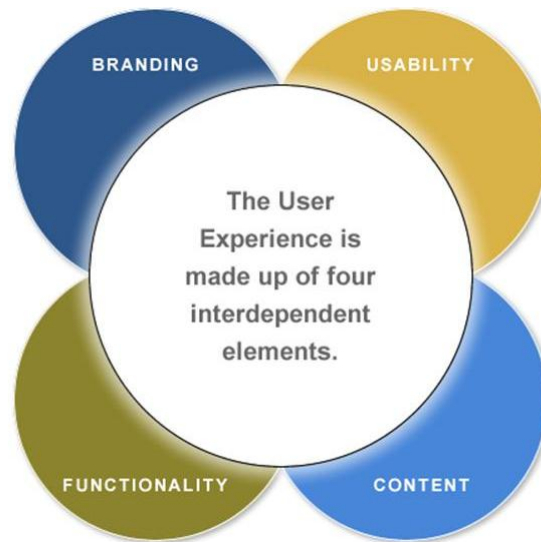 BRANDING
USABILITY
The User
Experience is
made up of four
interdependent
elements.
FUNCTIONALITY
CONTENT